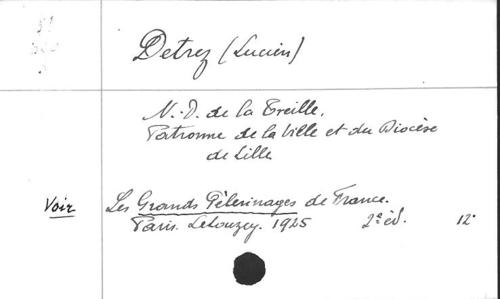 Detrez (Lucien)
N.-D. de la Treille,
Patronne de la Ville et du Diocèse
de Lille
Voir Les Grands Pèlerinages de France.
Paris. Letouzey. 1925 2e éd. 12°